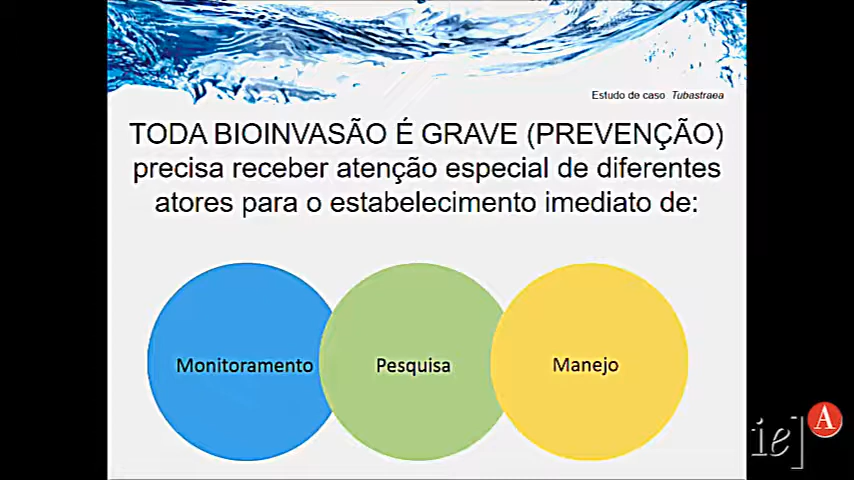 Estudo de caso Tubastraea
TODA BIOINVASÃO É GRAVE (PREVENÇÃO)
precisa receber atenção especial de diferentes
atores para o estabelecimento imediato de:
Monitoramento
Pesquisa
Manejo
ie] A